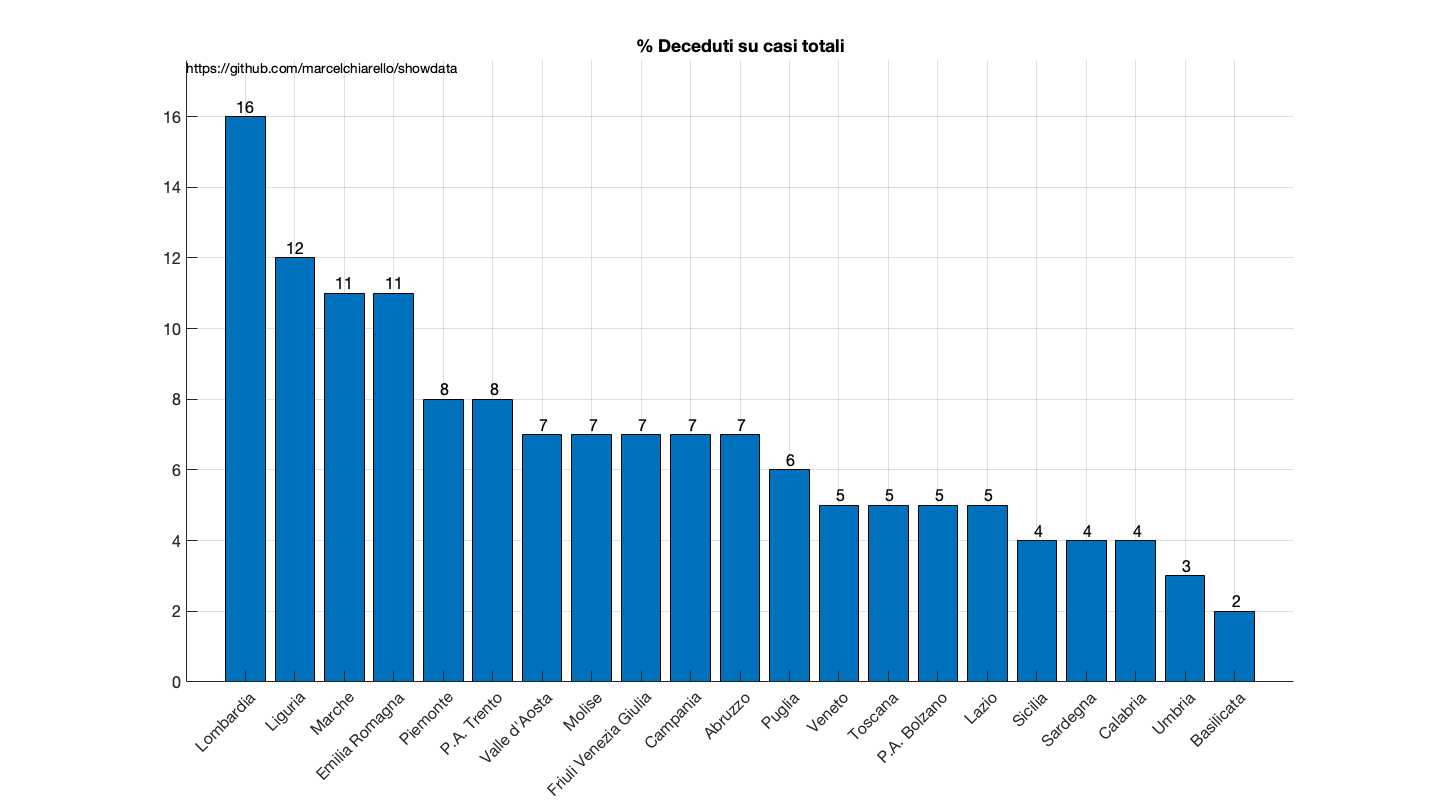 % Deceduti su casi totali
https://github.com/marcelchiarello/showdata
16
14
12
10
8
6
4
2
0
16
12
11
11
8
8
7
7
7
7
7
6
5
5
5
5
4
4
4
3
2
Lombardia
Liguria
Marche
Emilia Romagna
Piemonte
P.A. Trento
Valle d'Aosta
Molise
Friuli Venezia Giulia
Campania
Abruzzo
Puglia
Veneto
Toscana
P.A. Bolzano
Lazio
Sicilia
Sardegna
Calabria
Umbria
Basilicata